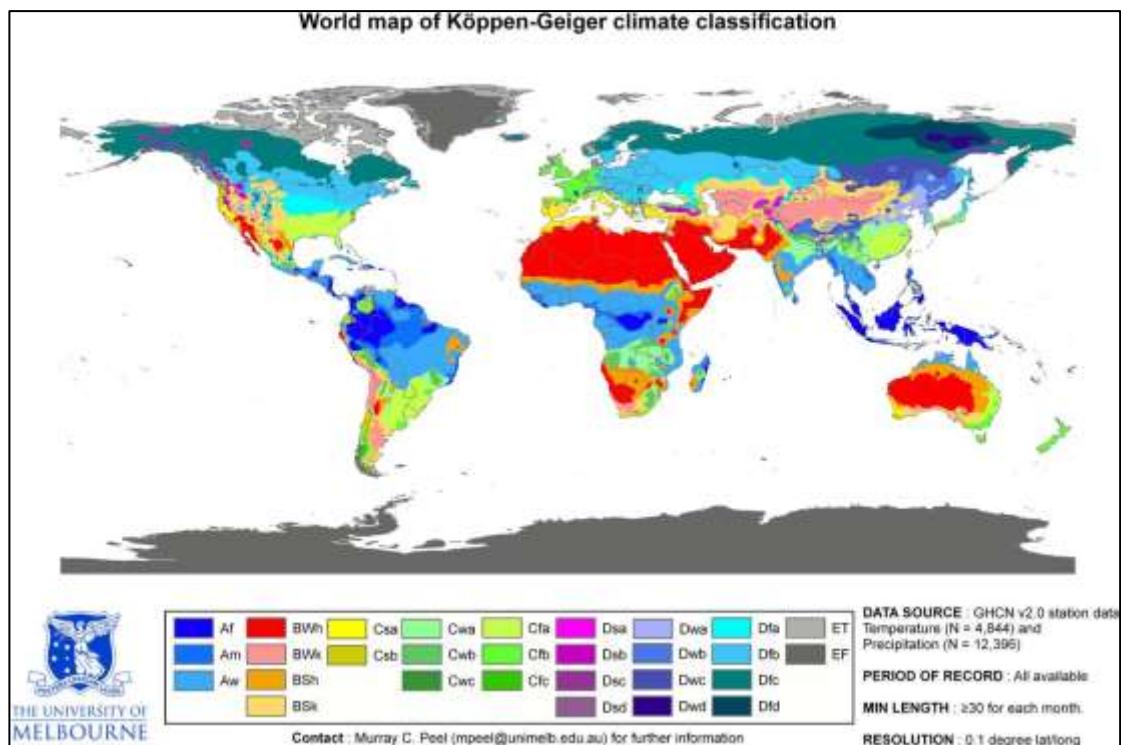 World map of Köppen-Geiger climate classification
THE UNIVERSITY OF
MELBOURNE
Af BWh Csa Cwa Cfa Dsa Dwa Dfa ET
Am BWk Csb Cwb Cfb Dsb Dwb Dfb EF
Aw BSh Cwc Cfc Dsc Dwc Dfc
BSk Dsd Dwd Dfd
Contact : Murray C. Peel (mpeel@unimelb.edu.au) for further information
DATA SOURCE : GHCN v2.0 station data
Temperature (N = 4,844) and
Precipitation (N = 12,396)
PERIOD OF RECORD : All available
MIN LENGTH : ≥30 for each month.
RESOLUTION : 0.1 degree lat/long